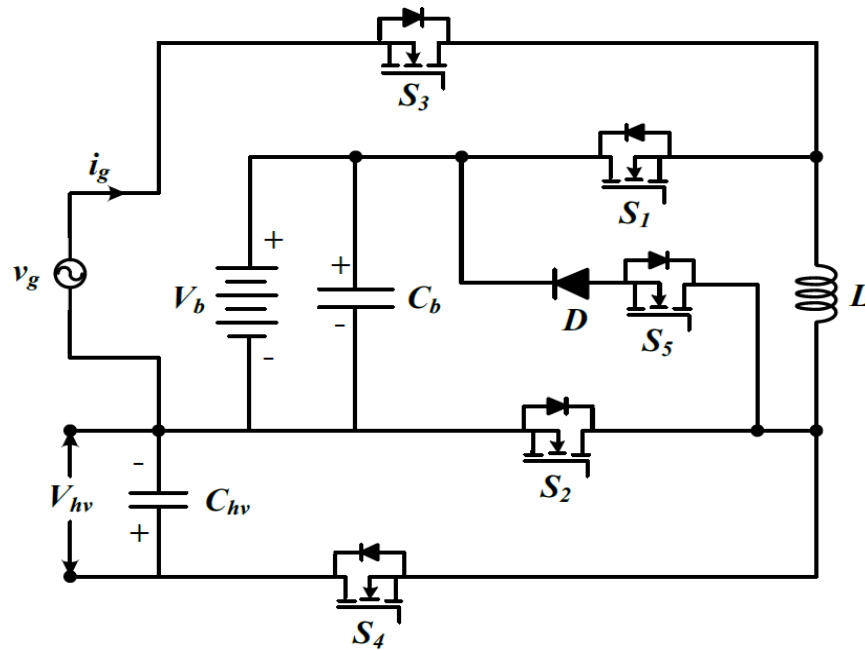 S3
ig
S1
+
+
vg
Vb
Cb
L
-
-
D
S5
-
Vhv
Chv
+
S2
S4